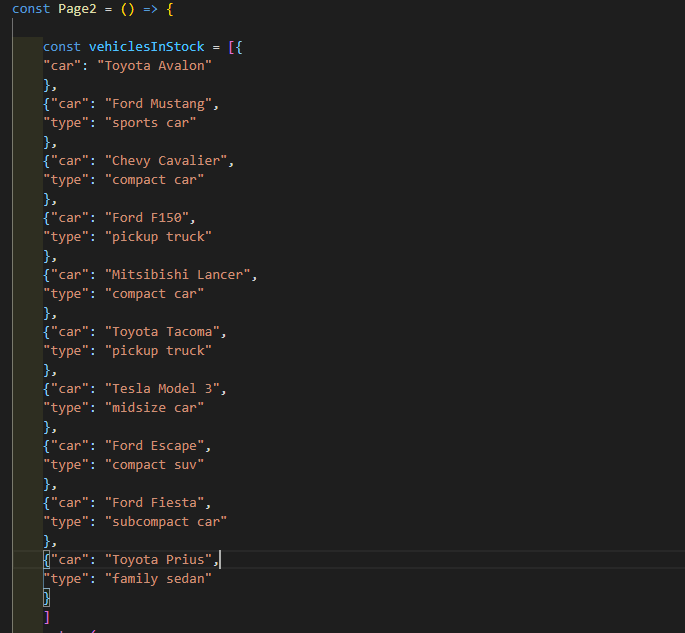 const Page2 = () => {
const vehiclesInStock = [{
"car": "Toyota Avalon"
},
{"car": "Ford Mustang",
"type": "sports car"
},
{"car": "Chevy Cavalier",
"type": "compact car"
},
{"car": "Ford F150",
"type": "pickup truck"
},
{"car": "Mitsibishi Lancer",
"type": "compact car"
},
{"car": "Toyota Tacoma",
"type": "pickup truck"
},
{"car": "Tesla Model 3",
"type": "midsize car"
},
{"car": "Ford Escape",
"type": "compact suv"
},
{"car": "Ford Fiesta",
"type": "subcompact car"
},
{"car": "Toyota Prius",
"type": "family sedan"
}
]